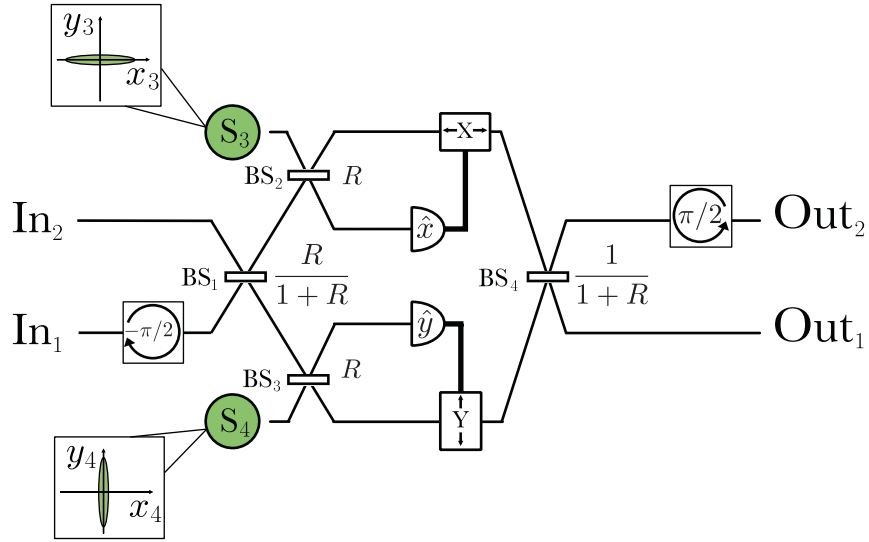 y₃
x₃
S₃
X
BS₂ R
In₂
x̂
π/2 Out₂
BS₁ R/(1 + R)
BS₄ 1/(1 + R)
In₁ −π/2
ŷ
Out₁
BS₃ R
S₄
Y
y₄
x₄